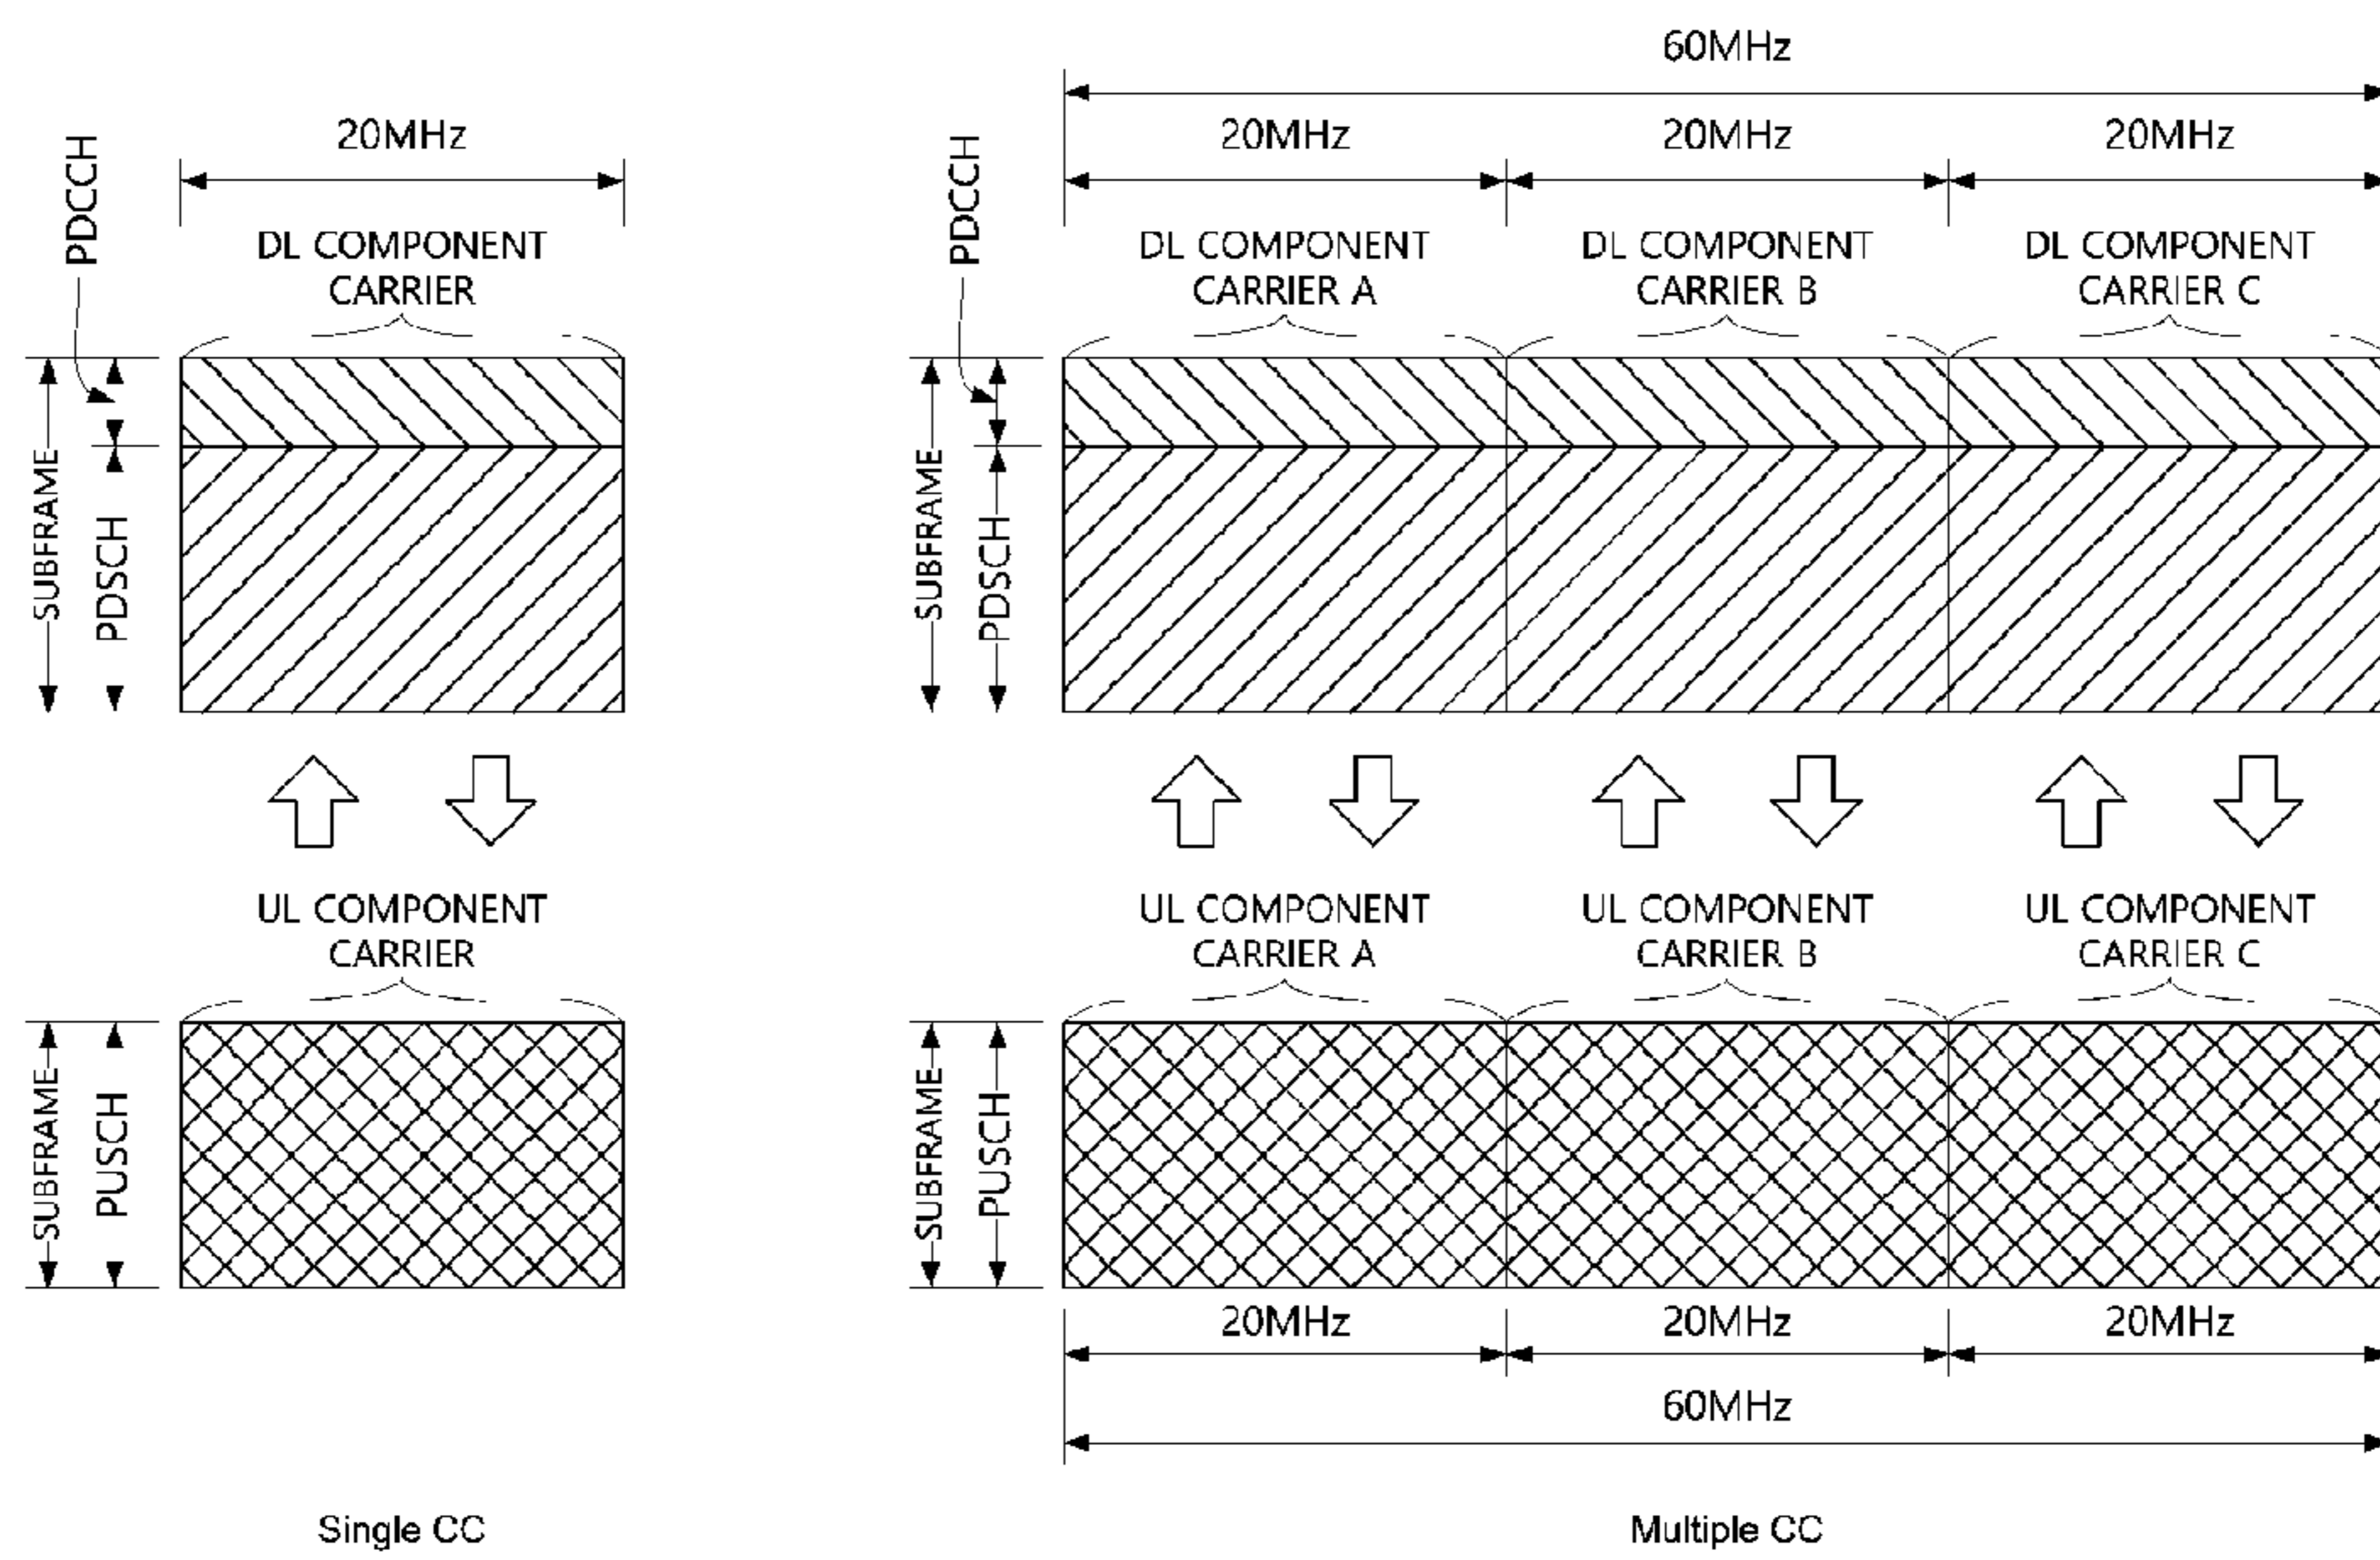 60MHz
20MHz
20MHz
20MHz
20MHz
PDCCH
PDCCH
DL COMPONENT
CARRIER
DL COMPONENT
CARRIER A
DL COMPONENT
CARRIER B
DL COMPONENT
CARRIER C
SUBFRAME
PDSCH
SUBFRAME
PDSCH
UL COMPONENT
CARRIER
UL COMPONENT
CARRIER A
UL COMPONENT
CARRIER B
UL COMPONENT
CARRIER C
SUBFRAME
PUSCH
SUBFRAME
PUSCH
20MHz
20MHz
20MHz
60MHz
Single CC
Multiple CC